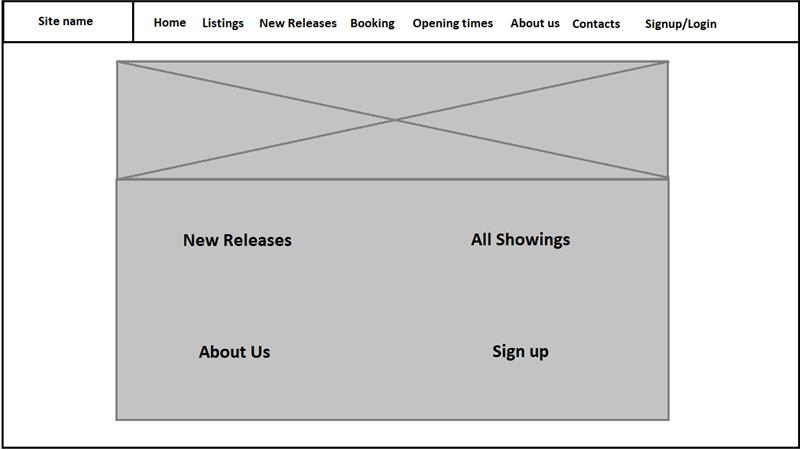 Site name Home Listings New Releases Booking Opening times About us Contacts Signup/Login
New Releases All Showings
About Us Sign up